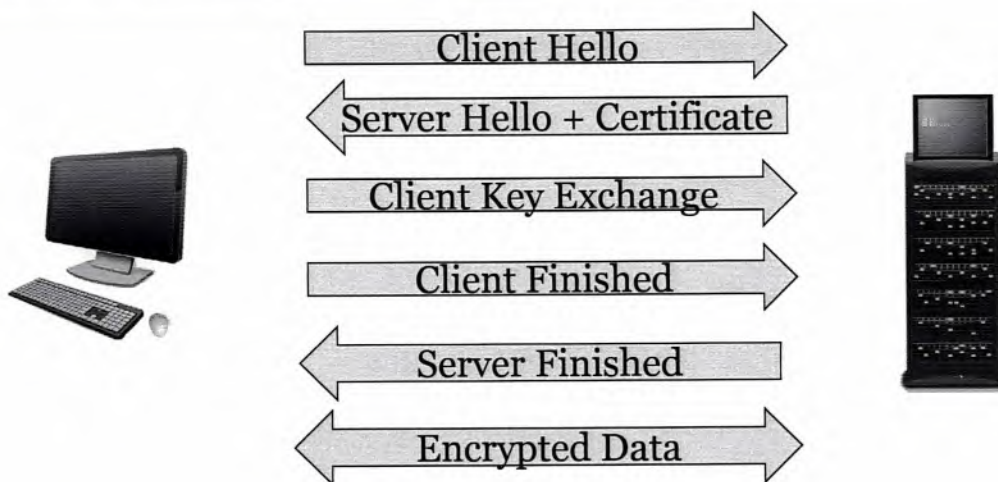 Client Hello
Server Hello + Certificate
Client Key Exchange
Client Finished
Server Finished
Encrypted Data